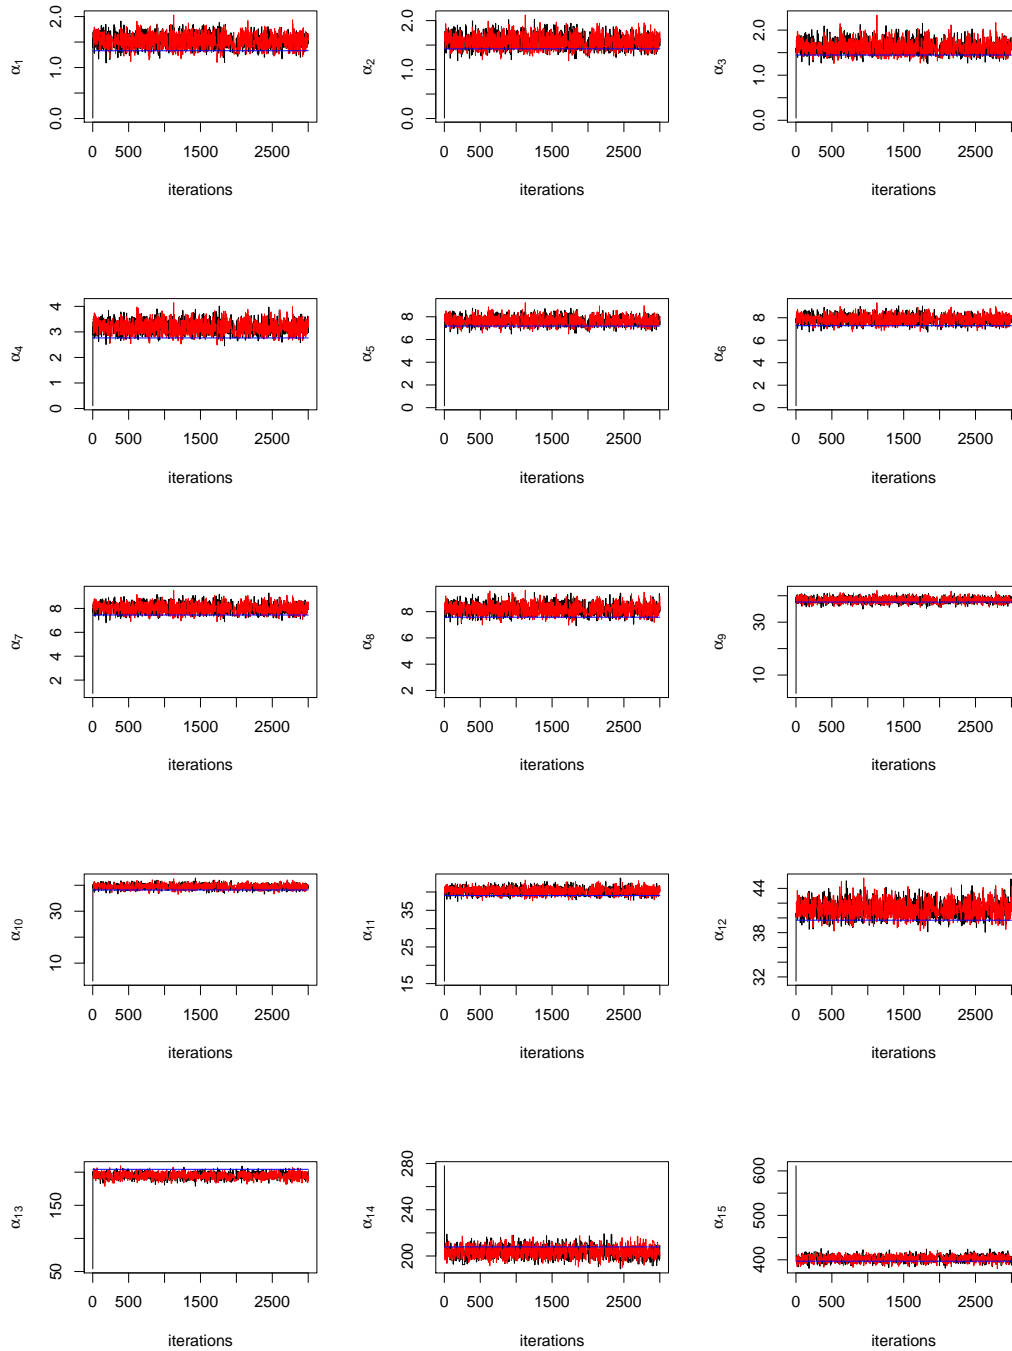 α1
0.0 1.0 2.0
0 500 1500 2500
iterations
α2
0.0 1.0 2.0
0 500 1500 2500
iterations
α3
0.0 1.0 2.0
0 500 1500 2500
iterations
α4
0 1 2 3 4
0 500 1500 2500
iterations
α5
0 2 4 6 8
0 500 1500 2500
iterations
α6
0 2 4 6 8
0 500 1500 2500
iterations
α7
2 4 6 8
0 500 1500 2500
iterations
α8
2 4 6 8
0 500 1500 2500
iterations
α9
10 30
0 500 1500 2500
iterations
α10
10 30
0 500 1500 2500
iterations
α11
15 25 35
0 500 1500 2500
iterations
α12
32 38 44
0 500 1500 2500
iterations
α13
50 150
0 500 1500 2500
iterations
α14
200 240 280
0 500 1500 2500
iterations
α15
400 500 600
0 500 1500 2500
iterations